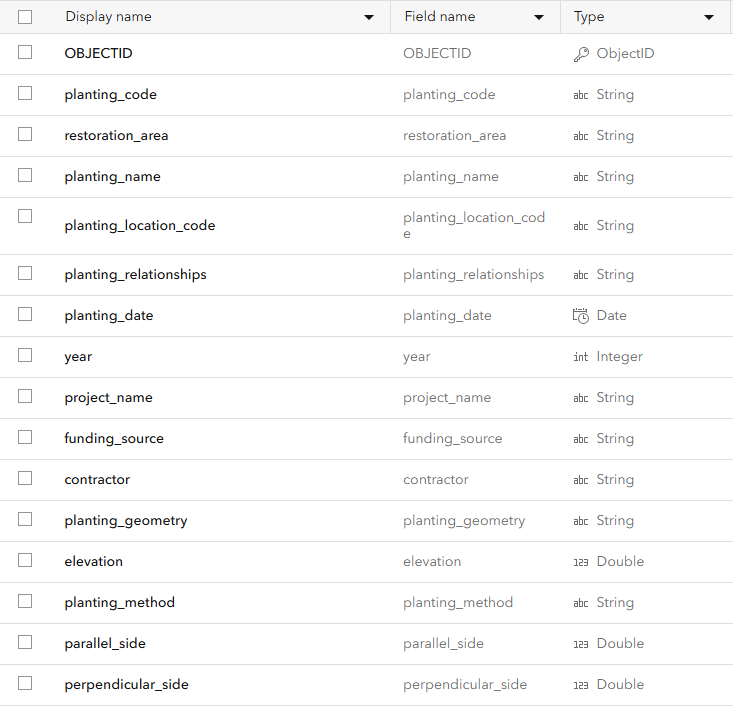 Display name Field name Type
OBJECTID OBJECTID ObjectID
planting_code planting_code abc String
restoration_area restoration_area abc String
planting_name planting_name abc String
planting_location_code planting_location_cod
e abc String
planting_relationships planting_relationships abc String
planting_date planting_date Date
year year int Integer
project_name project_name abc String
funding_source funding_source abc String
contractor contractor abc String
planting_geometry planting_geometry abc String
elevation elevation 123 Double
planting_method planting_method abc String
parallel_side parallel_side 123 Double
perpendicular_side perpendicular_side 123 Double